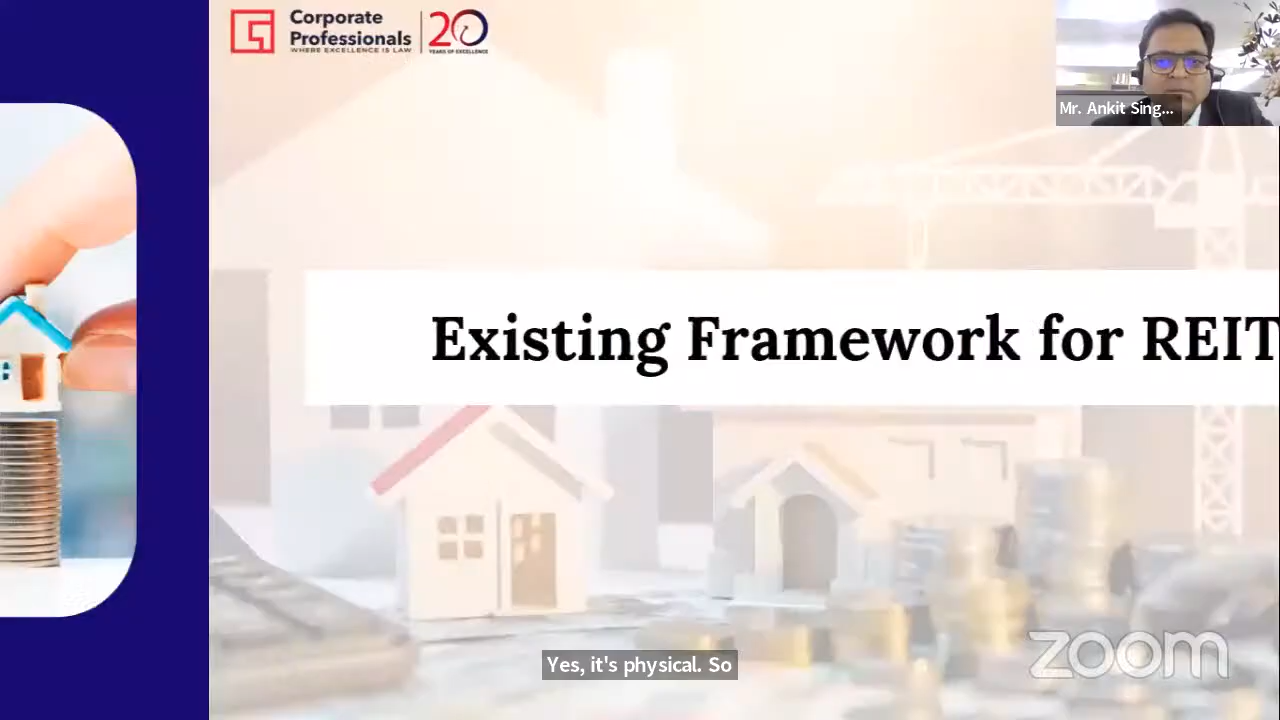 Corporate
Professionals
WHERE EXCELLENCE IS LAW
20
YEARS OF EXCELLENCE
Mr. Ankit Sing...
Existing Framework for REIT
Yes, it's physical. So
zoom